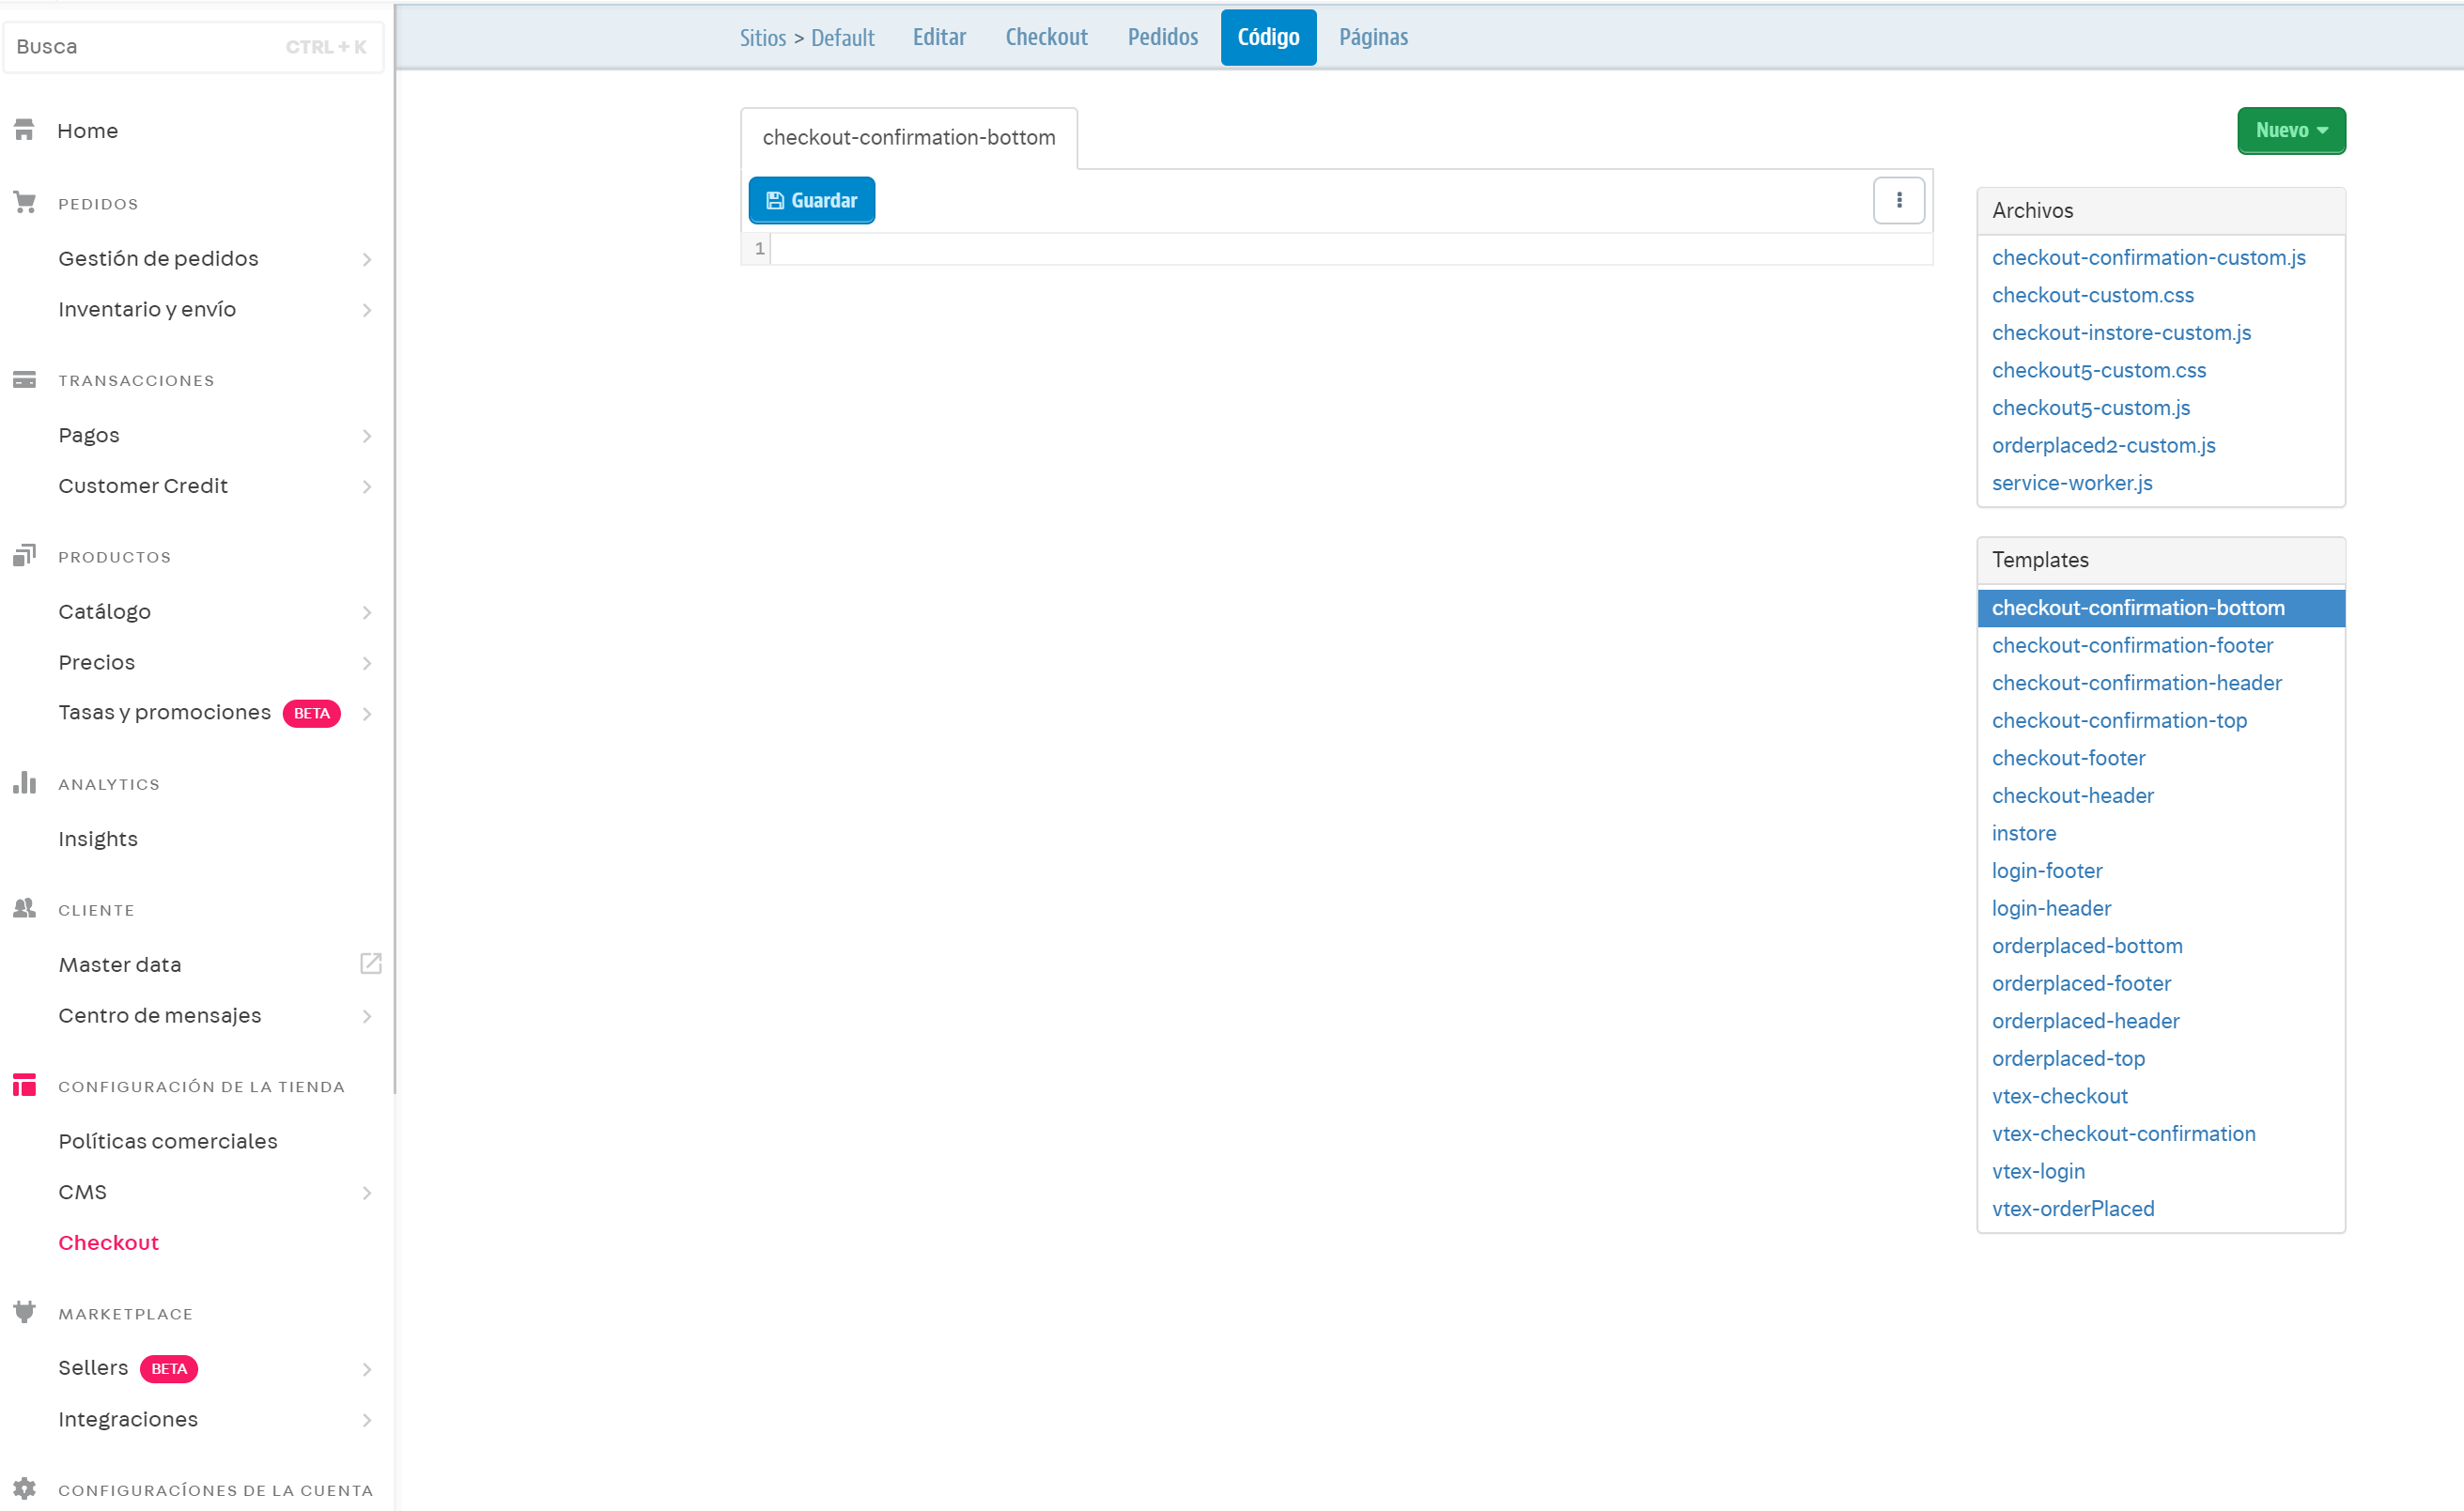 Busca CTRL + K
Home
PEDIDOS
Gestión de pedidos
Inventario y envío
TRANSACCIONES
Pagos
Customer Credit
PRODUCTOS
Catálogo
Precios
Tasas y promociones BETA
ANALYTICS
Insights
CLIENTE
Master data
Centro de mensajes
CONFIGURACIÓN DE LA TIENDA
Políticas comerciales
CMS
Checkout
MARKETPLACE
Sellers BETA
Integraciones
CONFIGURACÍONES DE LA CUENTA
Sitios > Default Editar Checkout Pedidos Código Páginas
checkout-confirmation-bottom
Guardar
1
Nuevo
Archivos
checkout-confirmation-custom.js
checkout-custom.css
checkout-instore-custom.js
checkout5-custom.css
checkout5-custom.js
orderplaced2-custom.js
service-worker.js
Templates
checkout-confirmation-bottom
checkout-confirmation-footer
checkout-confirmation-header
checkout-confirmation-top
checkout-footer
checkout-header
instore
login-footer
login-header
orderplaced-bottom
orderplaced-footer
orderplaced-header
orderplaced-top
vtex-checkout
vtex-checkout-confirmation
vtex-login
vtex-orderPlaced